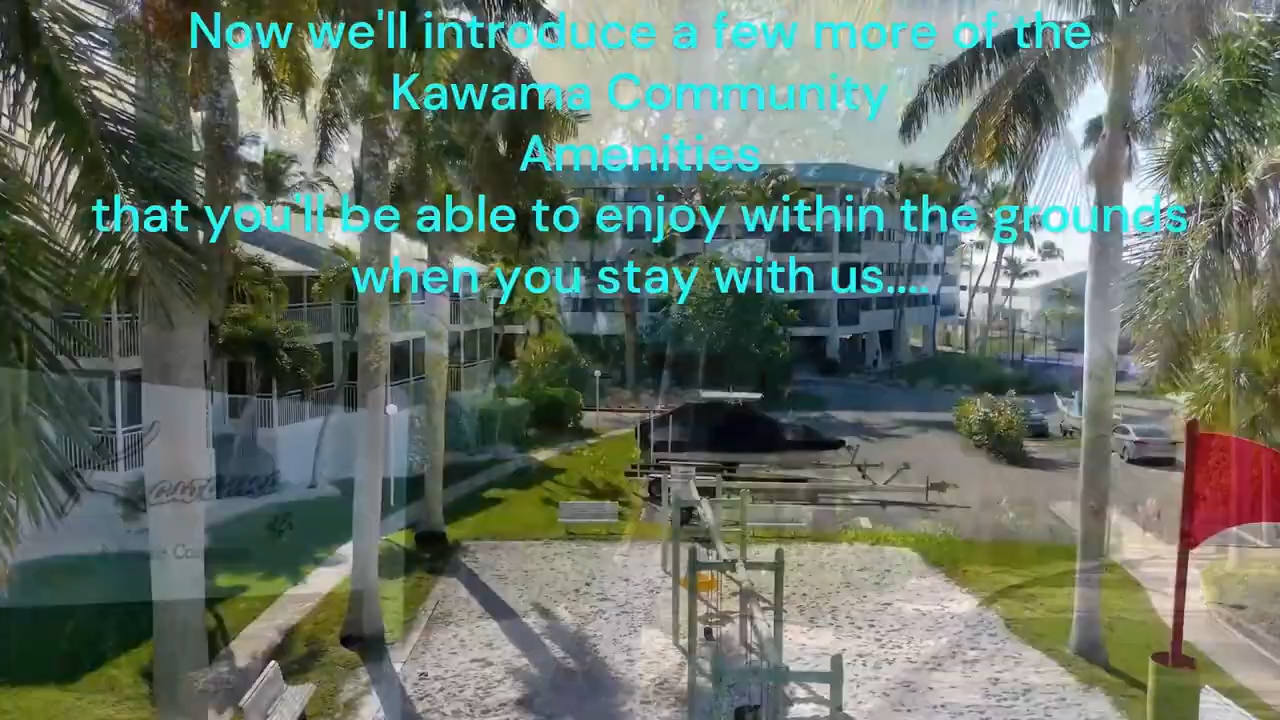 Now we'll introduce a few more of the
Kawama Community
Amenities
that you'll be able to enjoy within the grounds
when you stay with us....